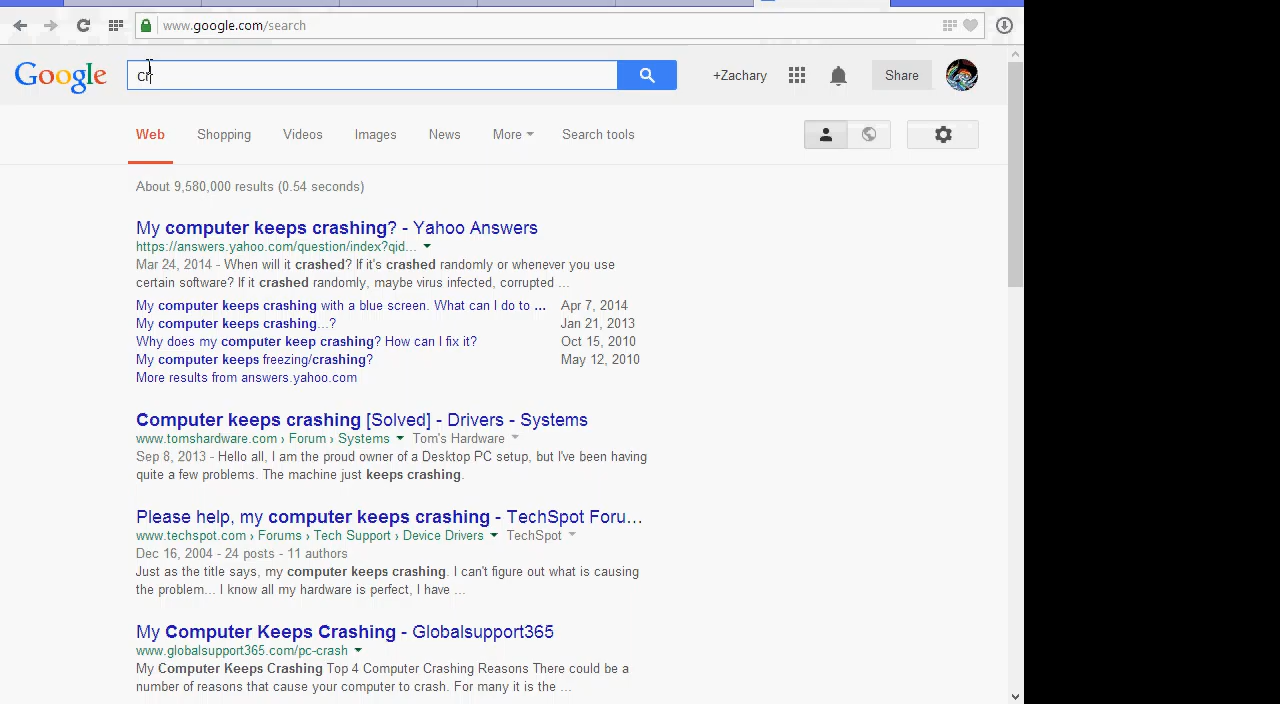 www.google.com/search
Google
cr
+Zachary
Share
Web Shopping Videos Images News More Search tools
About 9,580,000 results (0.54 seconds)
My computer keeps crashing? - Yahoo Answers
https://answers.yahoo.com/question/index?qid...
Mar 24, 2014 - When will it crashed? If it's crashed randomly or whenever you use
certain software? If it crashed randomly, maybe virus infected, corrupted ...
My computer keeps crashing with a blue screen. What can I do to ... Apr 7, 2014
My computer keeps crashing...? Jan 21, 2013
Why does my computer keep crashing? How can I fix it? Oct 15, 2010
My computer keeps freezing/crashing? May 12, 2010
More results from answers.yahoo.com
Computer keeps crashing [Solved] - Drivers - Systems
www.tomshardware.com › Forum › Systems Tom's Hardware
Sep 8, 2013 - Hello all, I am the proud owner of a Desktop PC setup, but I've been having
quite a few problems. The machine just keeps crashing.
Please help, my computer keeps crashing - TechSpot Foru...
www.techspot.com › Forums › Tech Support › Device Drivers TechSpot
Dec 16, 2004 - 24 posts - 11 authors
Just as the title says, my computer keeps crashing. I can't figure out what is causing
the problem... I know all my hardware is perfect, I have ...
My Computer Keeps Crashing - Globalsupport365
www.globalsupport365.com/pc-crash
My Computer Keeps Crashing Top 4 Computer Crashing Reasons There could be a
number of reasons that cause your computer to crash. For many it is the ...